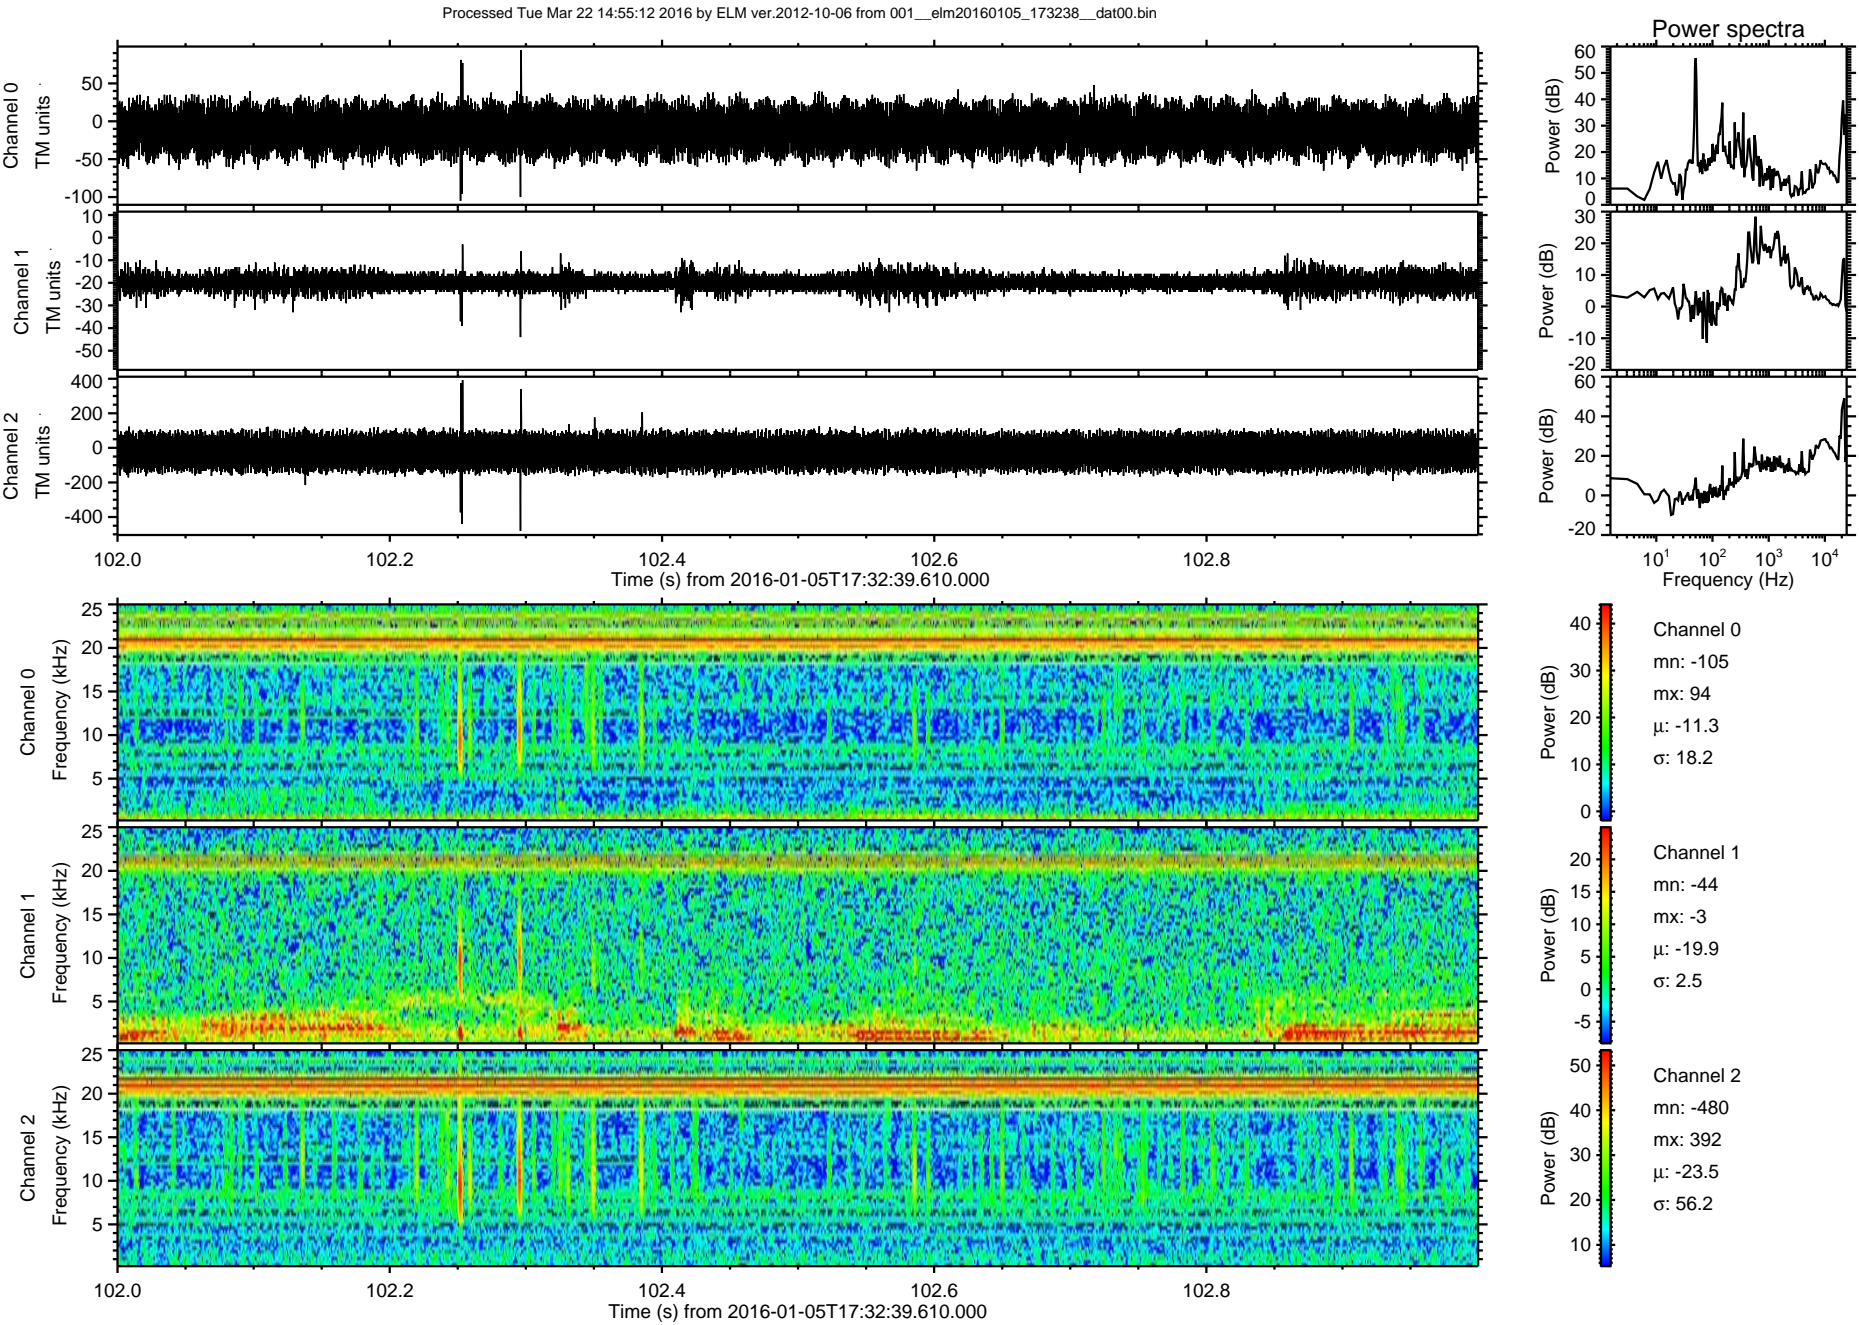 Processed Tue Mar 22 14:55:12 2016 by ELM ver.2012-10-06 from 001__elm20160105_173238__dat00.bin
Power spectra
Channel 0
TM units
50
0
-50
-100
Power (dB)
60
50
40
30
20
10
0
Channel 1
TM units
10
0
-10
-20
-30
-40
-50
Power (dB)
30
20
10
0
-10
-20
Channel 2
TM units
400
200
0
-200
-400
Power (dB)
60
40
20
0
-20
102.0 102.2 102.4 102.6 102.8
Time (s) from 2016-01-05T17:32:39.610.000
10¹ 10² 10³ 10⁴
Frequency (Hz)
Channel 0
Frequency (kHz)
25
20
15
10
5
Power (dB)
40
30
20
10
0
Channel 0
mn: -105
mx: 94
μ: -11.3
σ: 18.2
Channel 1
Frequency (kHz)
25
20
15
10
5
Power (dB)
20
15
10
5
0
-5
Channel 1
mn: -44
mx: -3
μ: -19.9
σ: 2.5
Channel 2
Frequency (kHz)
25
20
15
10
5
Power (dB)
50
40
30
20
10
Channel 2
mn: -480
mx: 392
μ: -23.5
σ: 56.2
102.0 102.2 102.4 102.6 102.8
Time (s) from 2016-01-05T17:32:39.610.000